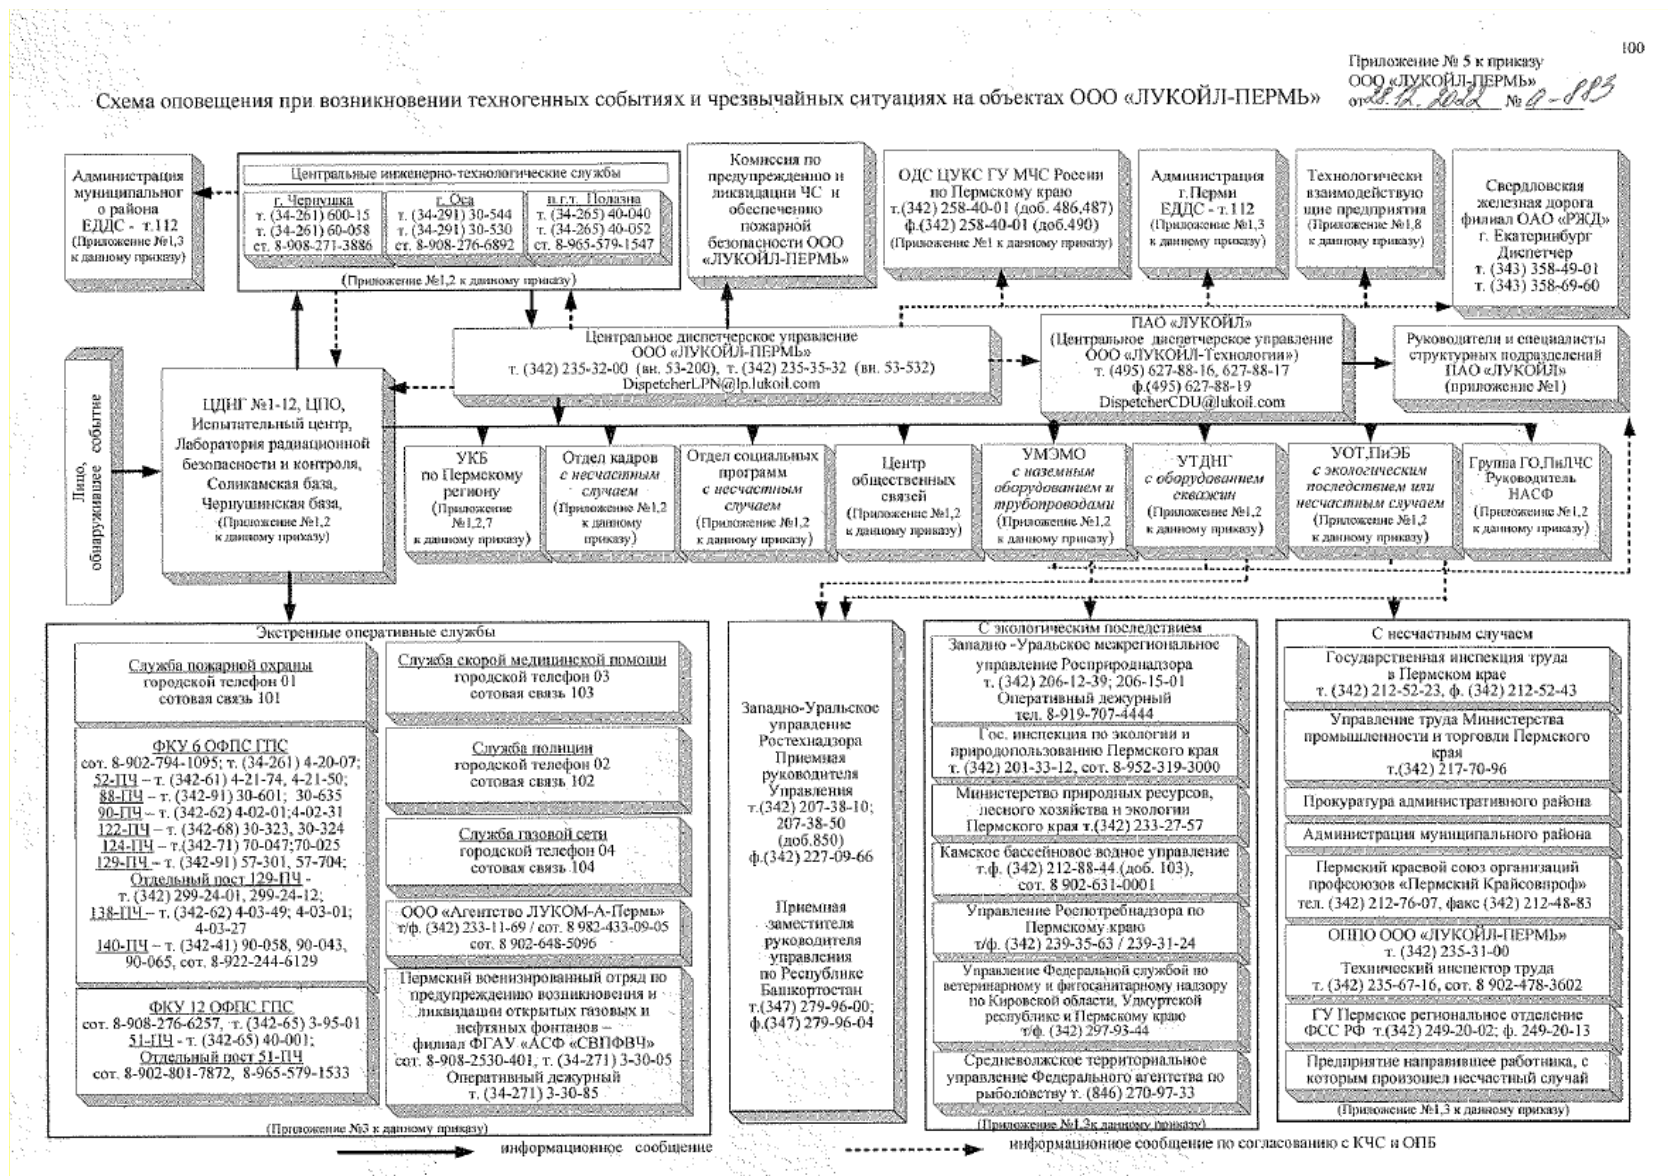 100
Приложение № 5 к приказу
ООО «ЛУКОЙЛ-ПЕРМЬ»
от 28.12.2022 № а-883
Схема оповещения при возникновении техногенных событиях и чрезвычайных ситуациях на объектах ООО «ЛУКОЙЛ-ПЕРМЬ»
Администрация
муниципальног
о района
ЕДДС - т.112
(Приложение №1,3
к данному приказу)
Центральные инженерно-технологические службы
г. Чернушка
т. (34-261) 600-15
т. (34-261) 60-058
ст. 8-908-271-3886
г. Оса
т. (34-291) 30-544
т. (34-291) 30-530
ст. 8-908-276-6892
п.г.т. Полазна
т. (34-265) 40-040
т. (34-265) 40-052
ст. 8-965-579-1547
(Приложение №1,2 к данному приказу)
Комиссия по
предупреждению и
ликвидации ЧС и
обеспечению
пожарной
безопасности ООО
«ЛУКОЙЛ-ПЕРМЬ»
ОДС ЦУКС ГУ МЧС России
по Пермскому краю
т.(342) 258-40-01 (доб. 486,487)
ф.(342) 258-40-01 (доб.490)
(Приложение №1 к данному приказу)
Администрация
г.Перми
ЕДДС - т.112
(Приложение №1,3
к данному приказу)
Технологически
взаимодействую
щие предприятия
(Приложение №1,8
к данному приказу)
Свердловская
железная дорога
филиал ОАО «РЖД»
г. Екатеринбург
Диспетчер
т. (343) 358-49-01
т. (343) 358-69-60
Центральное диспетчерское управление
ООО «ЛУКОЙЛ-ПЕРМЬ»
т. (342) 235-32-00 (вн. 53-200), т. (342) 235-35-32 (вн. 53-532)
DispetcherLPN@lp.lukoil.com
ПАО «ЛУКОЙЛ»
(Центральное диспетчерское управление
ООО «ЛУКОЙЛ-Технологии»)
т. (495) 627-88-16, 627-88-17
ф.(495) 627-88-19
DispetcherCDU@lukoil.com
Руководители и специалисты
структурных подразделений
ПАО «ЛУКОЙЛ»
(приложение №1)
Лицо,
обнаружившее событие
ЦДНГ №1-12, ЦПО,
Испытательный центр,
Лаборатория радиационной
безопасности и контроля,
Соликамская база,
Чернушинская база,
(Приложение №1,2
к данному приказу)
УКБ
по Пермскому
региону
(Приложение
№1,2,7
к данному приказу)
Отдел кадров
с несчастным
случаем
(Приложение №1,2
к данному
приказу)
Отдел социальных
программ
с несчастным
случаем
(Приложение №1,2
к данному приказу)
Центр
общественных
связей
(Приложение №1,2
к данному приказу)
УМЭМО
с наземным
оборудованием и
трубопроводами
(Приложение №1,2
к данному приказу)
УТДНГ
с оборудованием
скважин
(Приложение №1,2
к данному приказу)
УОТ,ПиЭБ
с экологическим
последствием или
несчастным случаем
(Приложение №1,2
к данному приказу)
Группа ГО,ПиЛЧС
Руководитель
НАСФ
(Приложение №1,2
к данному приказу)
Экстренные оперативные службы
Служба пожарной охраны
городской телефон 01
сотовая связь 101
ФКУ 6 ОФПС ГПС
сот. 8-902-794-1095; т. (34-261) 4-20-07;
52-ПЧ – т. (342-61) 4-21-74, 4-21-50;
88-ПЧ – т. (342-91) 30-601; 30-635
90-ПЧ – т. (342-62) 4-02-01;4-02-31
122-ПЧ – т. (342-68) 30-323, 30-324
124-ПЧ – т.(342-71) 70-047;70-025
129-ПЧ – т. (342-91) 57-301, 57-704;
Отдельный пост 129-ПЧ -
т. (342) 299-24-01, 299-24-12;
138-ПЧ – т. (342-62) 4-03-49; 4-03-01;
4-03-27
140-ПЧ – т. (342-41) 90-058, 90-043,
90-065, сот. 8-922-244-6129
ФКУ 12 ОФПС ГПС
сот. 8-908-276-6257, т. (342-65) 3-95-01
51-ПЧ - т. (342-65) 40-001;
Отдельный пост 51-ПЧ
сот. 8-902-801-7872, 8-965-579-1533
Служба скорой медицинской помощи
городской телефон 03
сотовая связь 103
Служба полиции
городской телефон 02
сотовая связь 102
Служба газовой сети
городской телефон 04
сотовая связь 104
ООО «Агентство ЛУКОМ-А-Пермь»
т/ф. (342) 233-11-69 / сот. 8 982-433-09-05
сот. 8 902-648-5096
Пермский военизированный отряд по
предупреждению возникновения и
ликвидации открытых газовых и
нефтяных фонтанов –
филиал ФГАУ «АСФ «СВПФВЧ»
сот. 8-908-2530-401, т. (34-271) 3-30-05
Оперативный дежурный
т. (34-271) 3-30-85
(Приложение №3 к данному приказу)
Западно-Уральское
управление
Ростехнадзора
Приемная
руководителя
Управления
т.(342) 207-38-10;
207-38-50
(доб.850)
ф.(342) 227-09-66
Приемная
заместителя
руководителя
управления
по Республике
Башкортостан
т.(347) 279-96-00;
ф.(347) 279-96-04
С экологическим последствием
Западно -Уральское межрегиональное
управление Росприроднадзора
т. (342) 206-12-39; 206-15-01
Оперативный дежурный
тел. 8-919-707-4444
Гос. инспекция по экологии и
природопользованию Пермского края
т. (342) 201-33-12, сот. 8-952-319-3000
Министерство природных ресурсов,
лесного хозяйства и экологии
Пермского края т.(342) 233-27-57
Камское бассейновое водное управление
т.ф. (342) 212-88-44.(доб. 103),
сот. 8 902-631-0001
Управление Роспотребнадзора по
Пермскому краю
т/ф. (342) 239-35-63 / 239-31-24
Управление Федеральной службой по
ветеринарному и фитосанитарному надзору
по Кировской области, Удмуртской
республике и Пермскому краю
т/ф. (342) 297-93-44
Средневолжское территориальное
управление Федерального агентства по
рыболовству т. (846) 270-97-33
(Приложение №1,3к данному приказу)
С несчастным случаем
Государственная инспекция труда
в Пермском крае
т. (342) 212-52-23, ф. (342) 212-52-43
Управление труда Министерства
промышленности и торговли Пермского
края
т.(342) 217-70-96
Прокуратура административного района
Администрация муниципального района
Пермский краевой союз организаций
профсоюзов «Пермский Крайсовпроф»
тел. (342) 212-76-07, факс (342) 212-48-83
ОППО ООО «ЛУКОЙЛ-ПЕРМЬ»
т. (342) 235-31-00
Технический инспектор труда
т. (342) 235-67-16, сот. 8 902-478-3602
ГУ Пермское региональное отделение
ФСС РФ т.(342) 249-20-02; ф. 249-20-13
Предприятие направившее работника, с
которым произошел несчастный случай
(Приложение №1,3 к данному приказу)
информационное сообщение
информационное сообщение по согласованию с КЧС и ОПБ